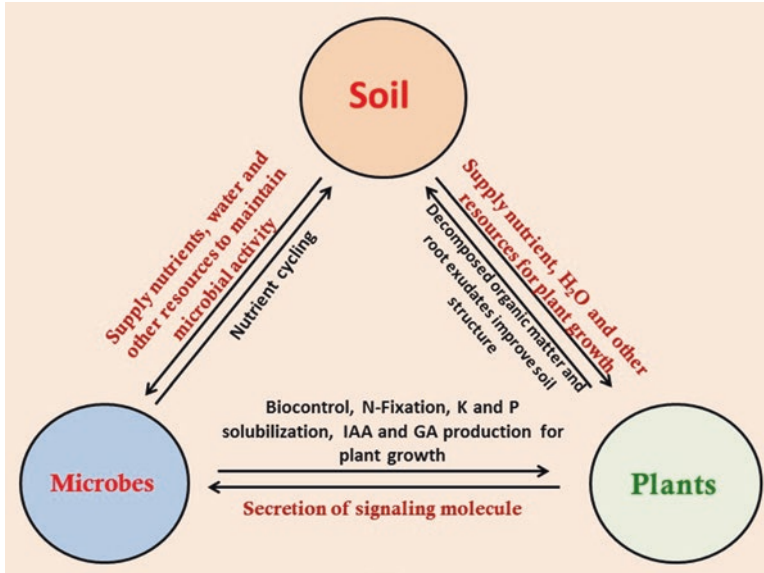 Soil
Supply nutrients, water and
other resources to maintain
microbial activity
Nutrient cycling
Supply nutrient, H₂O and other
resources for plant growth
Decomposed organic matter and
root exudates improve soil
structure
Microbes
Biocontrol, N-Fixation, K and P
solubilization, IAA and GA production for
plant growth
Secretion of signaling molecule
Plants